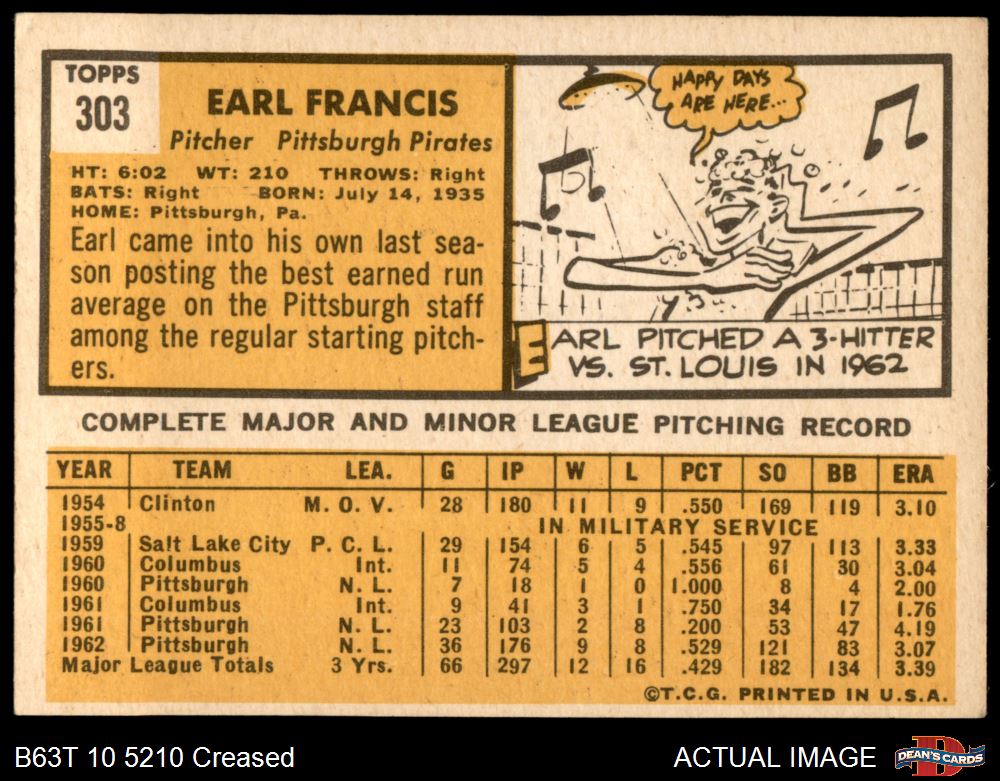 TOPPS
303
EARL FRANCIS
Pitcher Pittsburgh Pirates
HT: 6:02 WT: 210 THROWS: Right
BATS: Right BORN: July 14, 1935
HOME: Pittsburgh, Pa.
Earl came into his own last sea-
son posting the best earned run
average on the Pittsburgh staff
among the regular starting pitch-
ers.
HAPPY DAYS
ARE HERE...
EARL PITCHED A 3-HITTER
VS. ST. LOUIS IN 1962
COMPLETE MAJOR AND MINOR LEAGUE PITCHING RECORD
YEAR TEAM LEA. G IP W L PCT SO BB ERA
1954 Clinton M. O. V. 28 180 11 9 .550 169 119 3.10
1955-8 IN MILITARY SERVICE
1959 Salt Lake City P. C. L. 29 154 6 5 .545 97 113 3.33
1960 Columbus Int. 11 74 5 4 .556 61 30 3.04
1960 Pittsburgh N. L. 7 18 1 0 1.000 8 4 2.00
1961 Columbus Int. 9 41 3 1 .750 34 17 1.76
1961 Pittsburgh N. L. 23 103 2 8 .200 53 47 4.19
1962 Pittsburgh N. L. 36 176 9 8 .529 121 83 3.07
Major League Totals 3 Yrs. 66 297 12 16 .429 182 134 3.39
©T.C.G. PRINTED IN U.S.A.
B63T 10 5210 Creased
ACTUAL IMAGE
D
DEAN'S CARDS